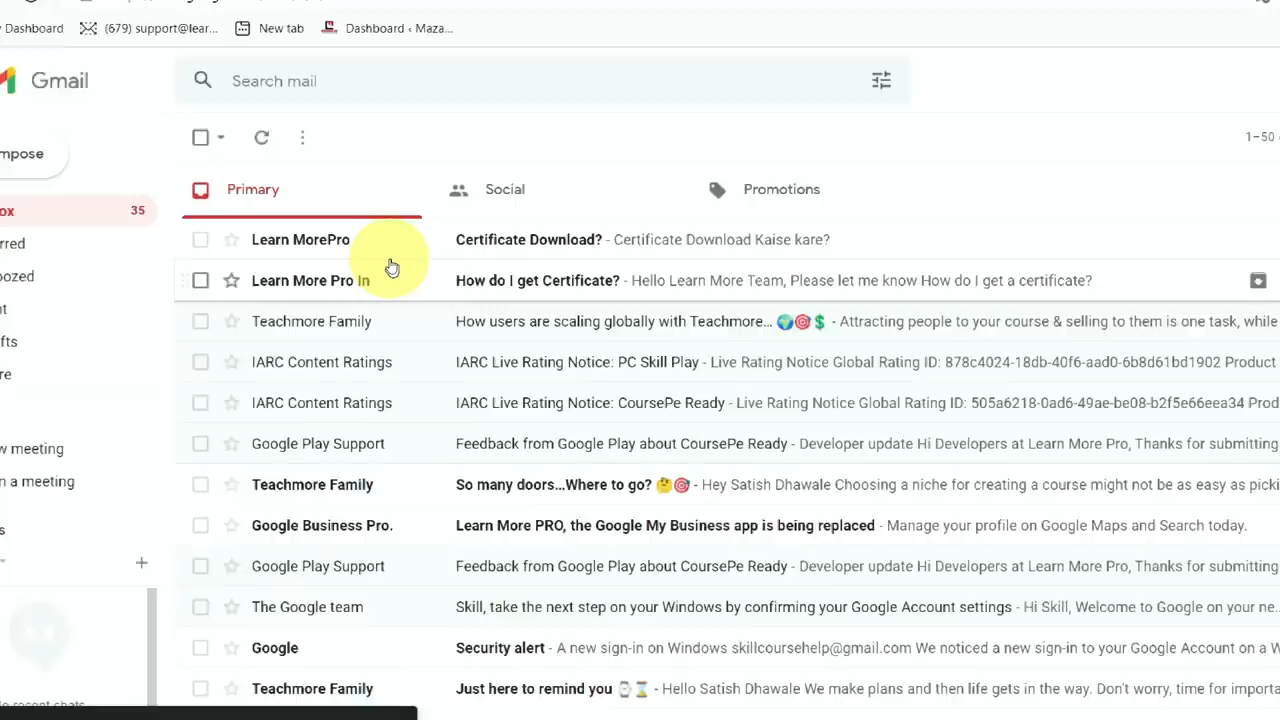 Dashboard
(679) support@lear...
New tab
Dashboard ‹ Maza...
Gmail
Search mail
mpose
1–50
Primary
Social
Promotions
ox 35
Learn MorePro Certificate Download? - Certificate Download Kaise kare?
rred
Learn More Pro In How do I get Certificate? - Hello Learn More Team, Please let me know How do I get a certificate?
oozed
Teachmore Family How users are scaling globally with Teachmore... 🌍🎯💲 - Attracting people to your course & selling to them is one task, while
nt
fts
IARC Content Ratings IARC Live Rating Notice: PC Skill Play - Live Rating Notice Global Rating ID: 878c4024-18db-40f6-aad0-6b8d61bd1902 Product
re
IARC Content Ratings IARC Live Rating Notice: CoursePe Ready - Live Rating Notice Global Rating ID: 505a6218-0ad6-49ae-be08-b2f5e66eea34 Prod
Google Play Support Feedback from Google Play about CoursePe Ready - Developer update Hi Developers at Learn More Pro, Thanks for submitting
w meeting
n a meeting
Teachmore Family So many doors...Where to go? 🤔🎯 - Hey Satish Dhawale Choosing a niche for creating a course might not be as easy as picki
Google Business Pro. Learn More PRO, the Google My Business app is being replaced - Manage your profile on Google Maps and Search today.
s
Google Play Support Feedback from Google Play about CoursePe Ready - Developer update Hi Developers at Learn More Pro, Thanks for submitting
The Google team Skill, take the next step on your Windows by confirming your Google Account settings - Hi Skill, Welcome to Google on your ne...
Google Security alert - A new sign-in on Windows skillcoursehelp@gmail.com We noticed a new sign-in to your Google Account on a W
Teachmore Family Just here to remind you ⌚⌛ - Hello Satish Dhawale We make plans and then life gets in the way. Don't worry, time for importa
recent chats